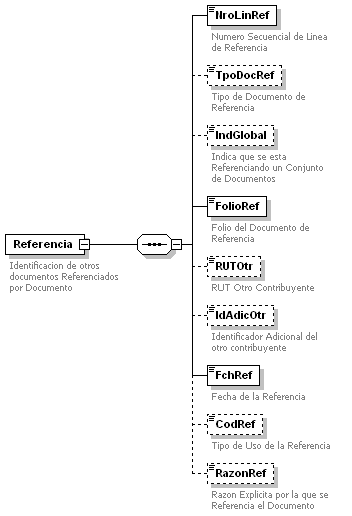 NroLinRef
Numero Secuencial de Linea
de Referencia
TpoDocRef
Tipo de Documento de
Referencia
IndGlobal
Indica que se esta
Referenciando un Conjunto
de Documentos
FolioRef
Folio del Documento de
Referencia
Referencia
Identificacion de otros
documentos Referenciados
por Documento
RUTOtr
RUT Otro Contribuyente
IdAdicOtr
Identificador Adicional del
otro contribuyente
FchRef
Fecha de la Referencia
CodRef
Tipo de Uso de la Referencia
RazonRef
Razon Explicita por la que se
Referencia el Documento